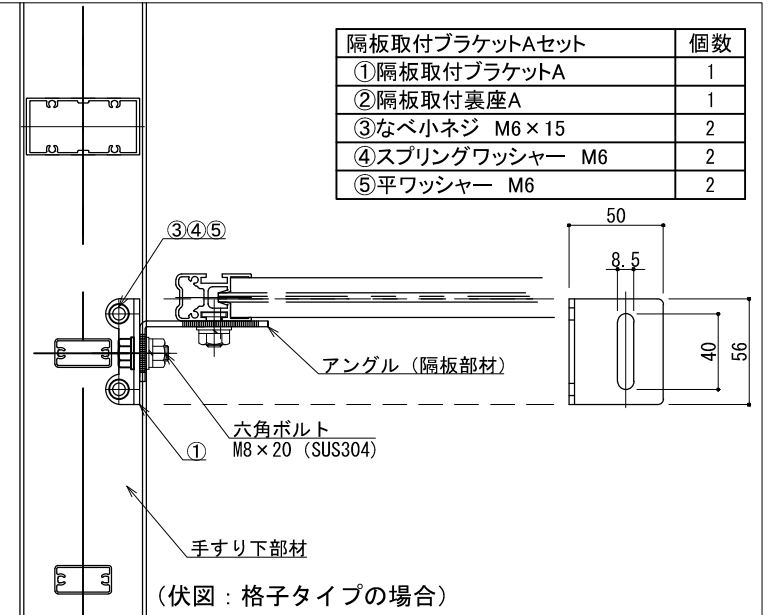 隔板取付ブラケットAセット 個数
①隔板取付ブラケットA 1
②隔板取付裏座A 1
③なべ小ネジ M6×15 2
④スプリングワッシャー M6 2
⑤平ワッシャー M6 2
③④⑤
50
8.5
40
56
アングル（隔板部材）
六角ボルト
M8×20（SUS304）
①
手すり下部材
（伏図：格子タイプの場合）